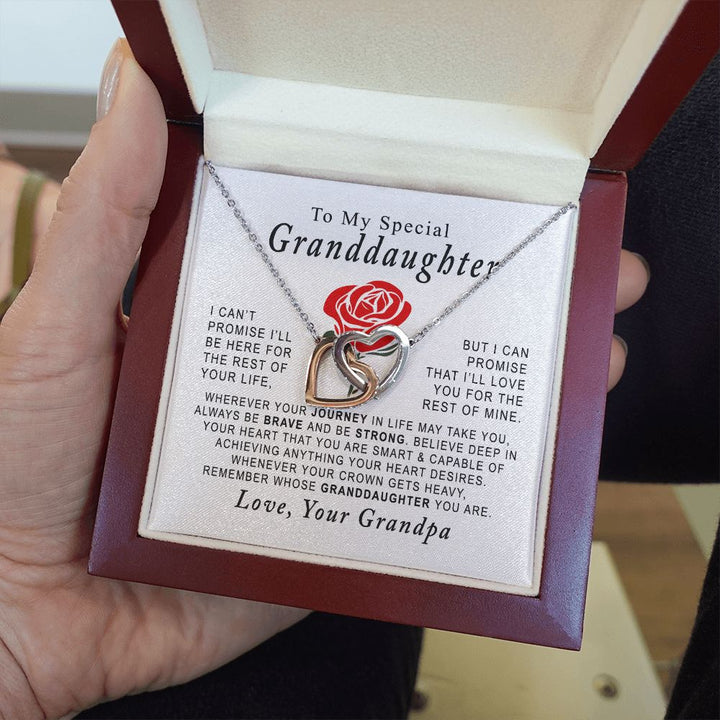 To My Special
Granddaughter
I CAN'T
PROMISE I'LL
BE HERE FOR
THE REST OF
YOUR LIFE,
BUT I CAN
PROMISE
THAT I'LL LOVE
YOU FOR THE
REST OF MINE.
WHEREVER YOUR JOURNEY IN LIFE MAY TAKE YOU,
ALWAYS BE BRAVE AND BE STRONG. BELIEVE DEEP IN
YOUR HEART THAT YOU ARE SMART & CAPABLE OF
ACHIEVING ANYTHING YOUR HEART DESIRES.
WHENEVER YOUR CROWN GETS HEAVY,
REMEMBER WHOSE GRANDDAUGHTER YOU ARE.
Love, Your Grandpa